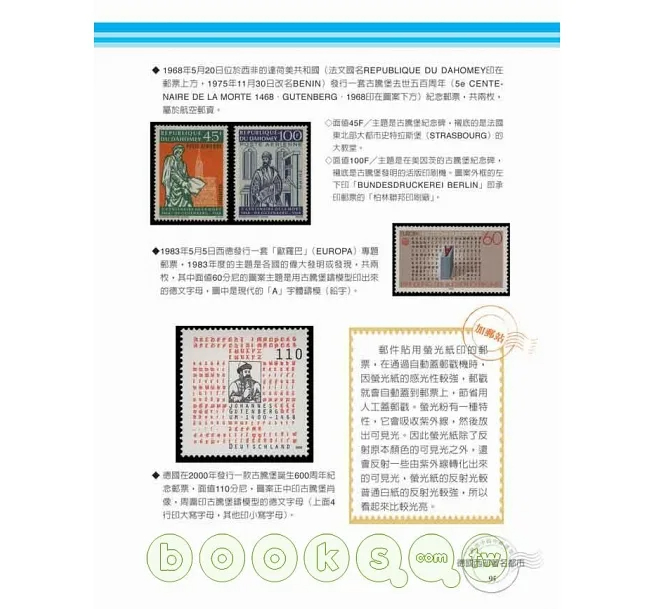 ◆ 1968年5月20日位於西非的達荷美共和國(法文國名REPUBLIQUE DU DAHOMEY印在
郵票上方,1975年11月30日改名BENIN)發行一套古騰堡去世五百周年(5e CENTE-
NAIRE DE LA MORTE 1468‧GUTENBERG‧1968印在圖案下方)紀念郵票,共兩枚,
屬於航空郵資。
◇面值45F/主題是古騰堡紀念碑,襯底的是法國
東北部大都市史特拉斯堡(STRASBOURG)的
大教堂。
◇面值100F/主題是在美因茨的古騰堡紀念碑,
襯底是古騰堡發明的活版印刷機。圖案外框的左
下印「BUNDESDRUCKEREI BERLIN」即承
印郵票的「柏林聯邦印刷廠」。
REPUBLIQUE DU DAHOMEY
45F
REPUBLIQUE DU DAHOMEY
100F
POSTE AERIENNE
◆1983年5月5日西德發行一套「歐羅巴」(EUROPA)專題
郵票,1983年度的主題是各國的偉大發明或發現,共兩
枚,其中面值60分尼的圖案主題是用古騰堡鑄模型印出來
的德文字母,圖中是現代的「A」字體鑄模(鉛字)。
EUROPA
60
110
JOHANNES
GUTENBERG
UM 1400-1468
DEUTSCHLAND
加郵站
郵件貼用螢光紙印的郵
票,在通過自動蓋郵戳機時,
因螢光紙的感光性較強,郵戳
就會自動蓋到郵票上,節省用
人工蓋郵戳。螢光粉有一種特
性,它會吸收紫外線,然後放
出可見光。因此螢光紙除了反
射原本顏色的可見光之外,還
會反射一些由紫外線轉化出來
的可見光,螢光紙的反射光較
普通白紙的反射光較強,所以
看起來比較光亮。
◆ 德國在2000年發行一款古騰堡誕生600周年紀
念郵票,面值110分尼,圖案正中印古騰堡肖
像,周圍印古騰堡鑄模型的德文字母(上面4
行印大寫字母,其他印小寫字母)。
books.com.tw
95